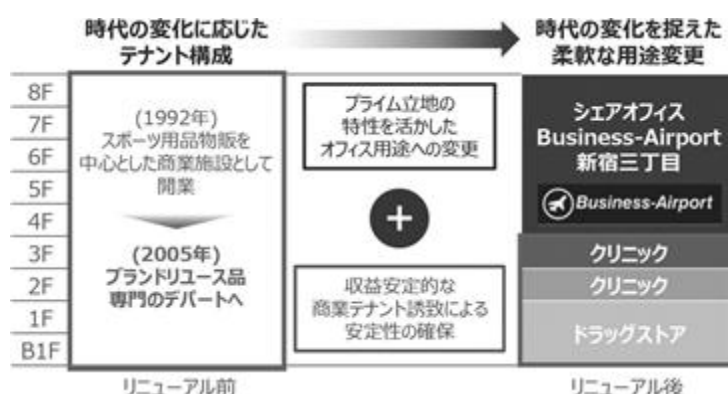 時代の変化に応じた
テナント構成
時代の変化を捉えた
柔軟な用途変更
8F
7F
6F
5F
4F
3F
2F
1F
B1F
(1992年)
スポーツ用品物販を
中心とした商業施設として
開業
(2005年)
ブランドリユース品
専門のデパートへ
リニューアル前
プライム立地の
特性を活かした
オフィス用途への変更
+
収益安定的な
商業テナント誘致による
安定性の確保
シェアオフィス
Business-Airport
新宿三丁目
Business-Airport
クリニック
クリニック
ドラッグストア
リニューアル後